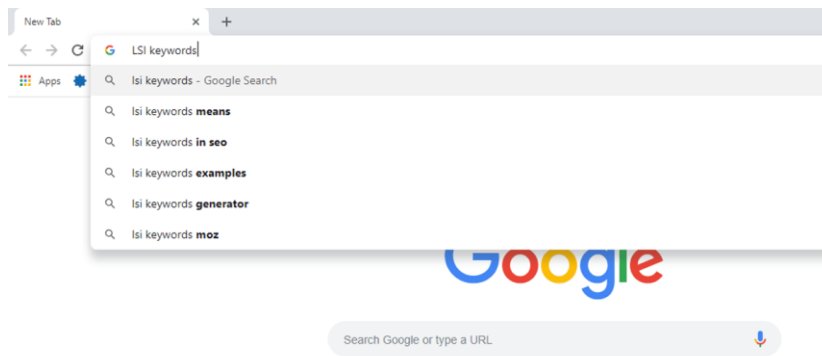 New Tab
LSI keywords
Apps
lsi keywords - Google Search
lsi keywords means
lsi keywords in seo
lsi keywords examples
lsi keywords generator
lsi keywords moz
Google
Search Google or type a URL